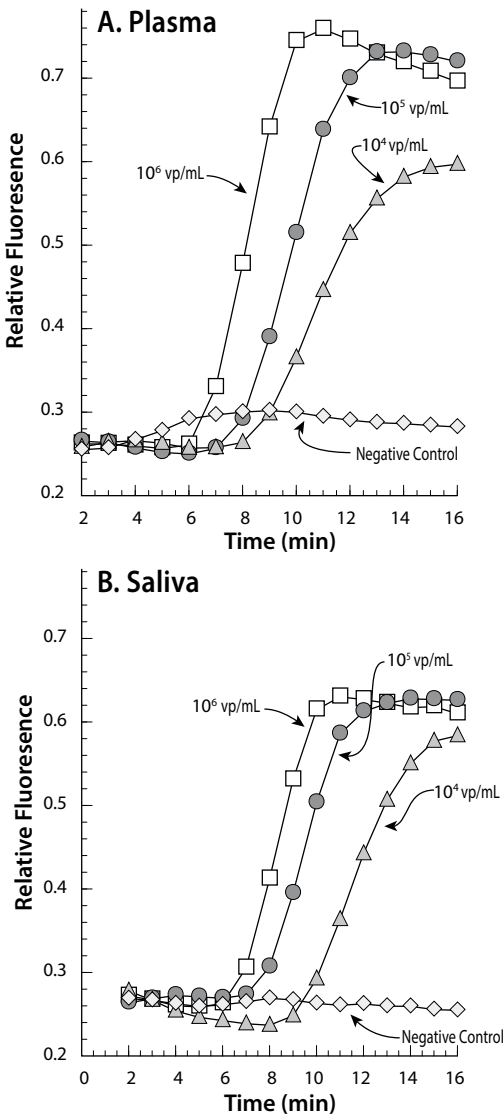 A. Plasma
0.7
10⁵ vp/mL
10⁴ vp/mL
0.6
10⁶ vp/mL
0.5
Relative Fluoresence
0.4
0.3
Negative Control
0.2
2 4 6 8 10 12 14 16
Time (min)
B. Saliva
0.7
10⁵ vp/mL
10⁶ vp/mL
0.6
10⁴ vp/mL
0.5
Relative Fluoresence
0.4
0.3
Negative Control
0.2
0 2 4 6 8 10 12 14 16
Time (min)